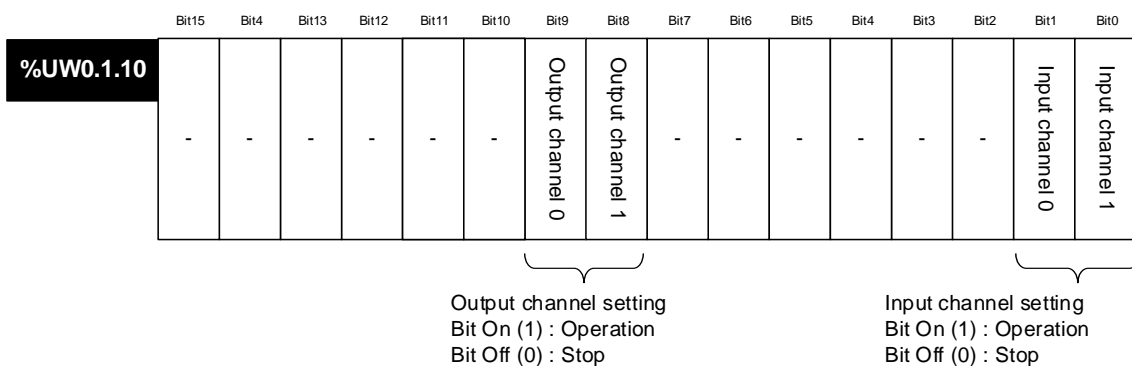 Bit15 Bit4 Bit13 Bit12 Bit11 Bit10 Bit9 Bit8 Bit7 Bit6 Bit5 Bit4 Bit3 Bit2 Bit1 Bit0
%UW0.1.10
- - - - - - Output channel 0 Output channel 1 - - - - - - Input channel 0 Input channel 1
Output channel setting
Bit On (1) : Operation
Bit Off (0) : Stop
Input channel setting
Bit On (1) : Operation
Bit Off (0) : Stop